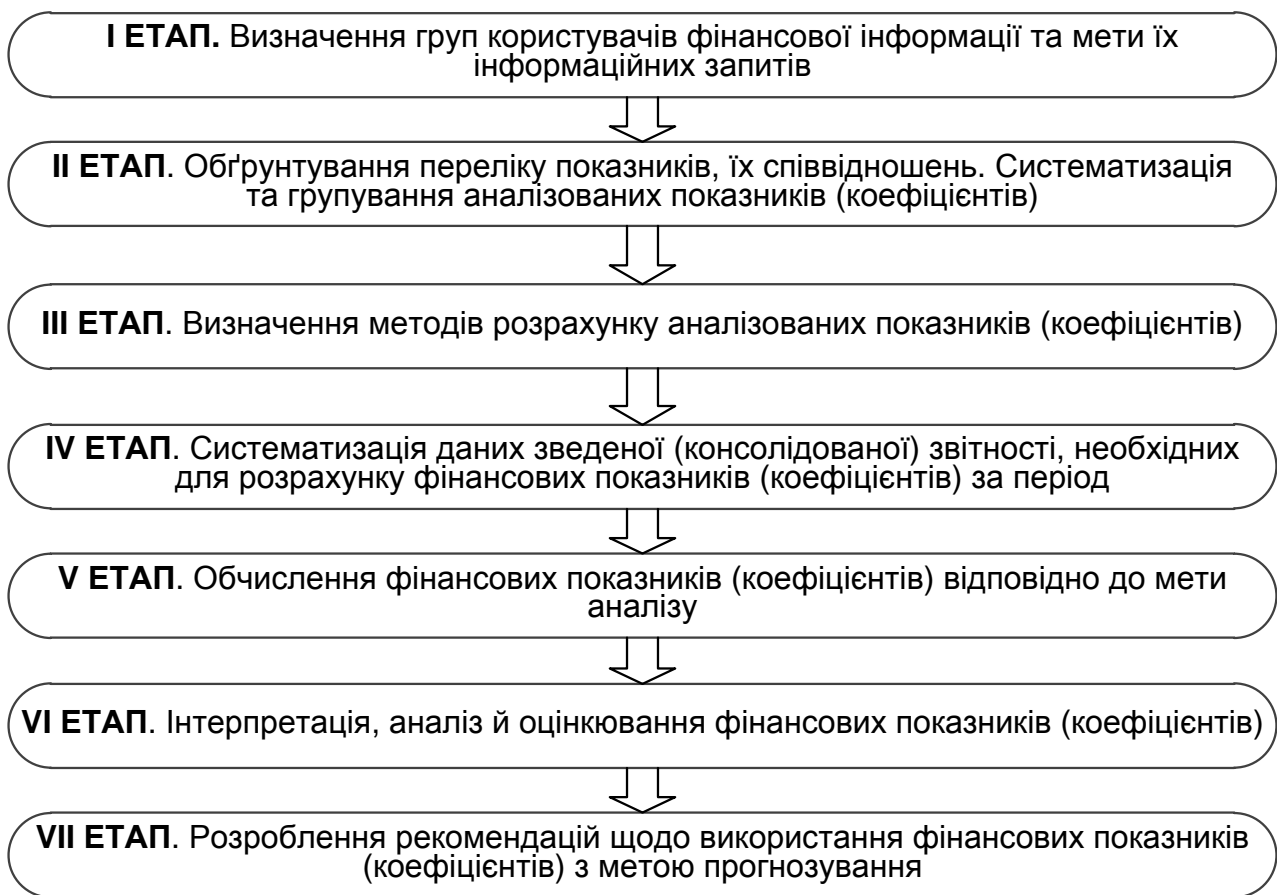 І ЕТАП. Визначення груп користувачів фінансової інформації та мети їх
інформаційних запитів
ІІ ЕТАП. Обґрунтування переліку показників, їх співвідношень. Систематизація
та групування аналізованих показників (коефіцієнтів)
ІІІ ЕТАП. Визначення методів розрахунку аналізованих показників (коефіцієнтів)
IV ЕТАП. Систематизація даних зведеної (консолідованої) звітності, необхідних
для розрахунку фінансових показників (коефіцієнтів) за період
V ЕТАП. Обчислення фінансових показників (коефіцієнтів) відповідно до мети
аналізу
VI ЕТАП. Інтерпретація, аналіз й оцінкювання фінансових показників (коефіцієнтів)
VII ЕТАП. Розроблення рекомендацій щодо використання фінансових показників
(коефіцієнтів) з метою прогнозування